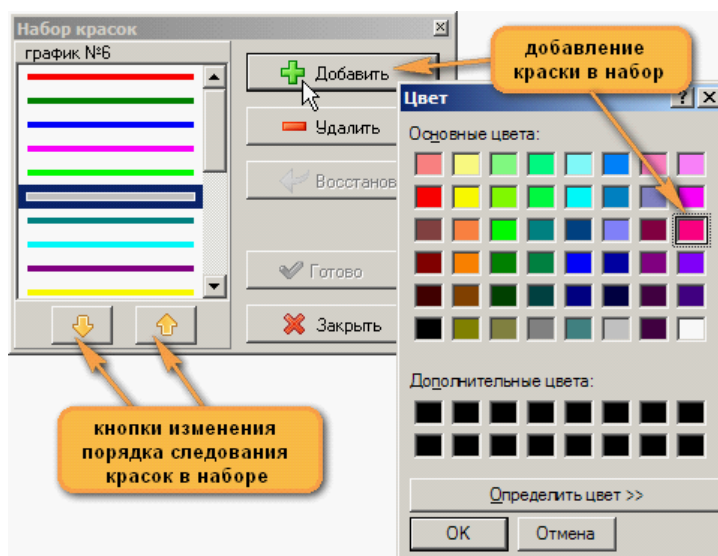 Набор красок
график №6
Добавить
Удалить
Восстанов
Готово
Закрыть
добавление
краски в набор
Цвет
Основные цвета:
Дополнительные цвета:
Определить цвет >>
OK
Отмена
кнопки изменения
порядка следования
красок в наборе